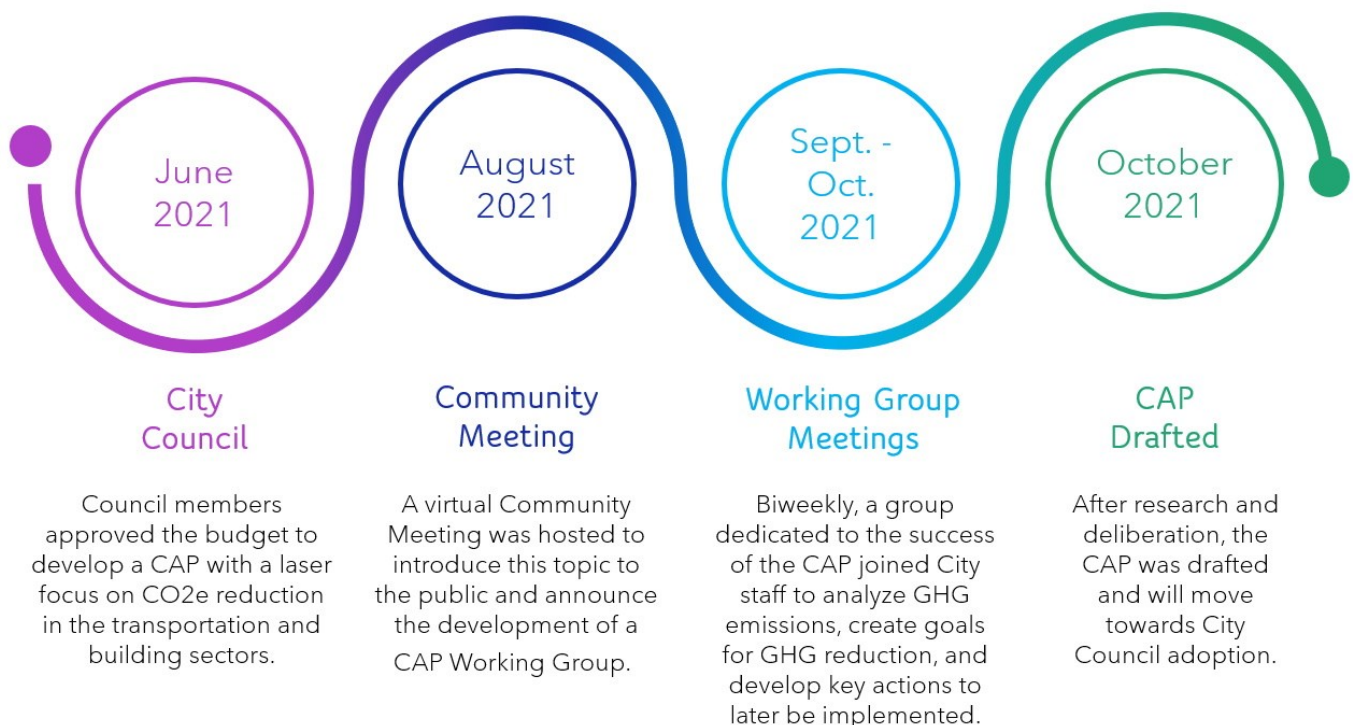 June
2021
August
2021
Sept. -
Oct.
2021
October
2021
City
Council
Council members
approved the budget to
develop a CAP with a laser
focus on CO2e reduction
in the transportation and
building sectors.
Community
Meeting
A virtual Community
Meeting was hosted to
introduce this topic to
the public and announce
the development of a
CAP Working Group.
Working Group
Meetings
Biweekly, a group
dedicated to the success
of the CAP joined City
staff to analyze GHG
emissions, create goals
for GHG reduction, and
develop key actions to
later be implemented.
CAP
Drafted
After research and
deliberation, the
CAP was drafted
and will move
towards City
Council adoption.